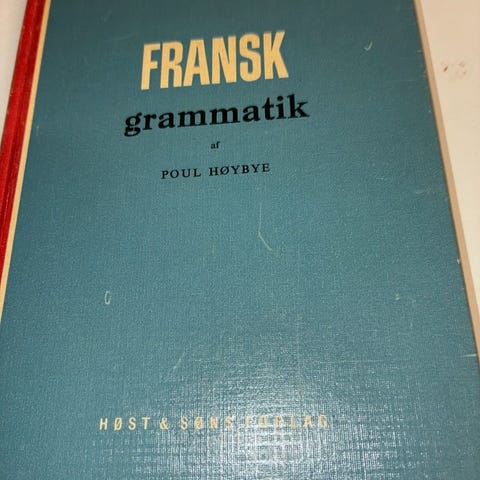 FRANSK
grammatik
af
POUL HØYBYE
HØST & SØNS FORLAG